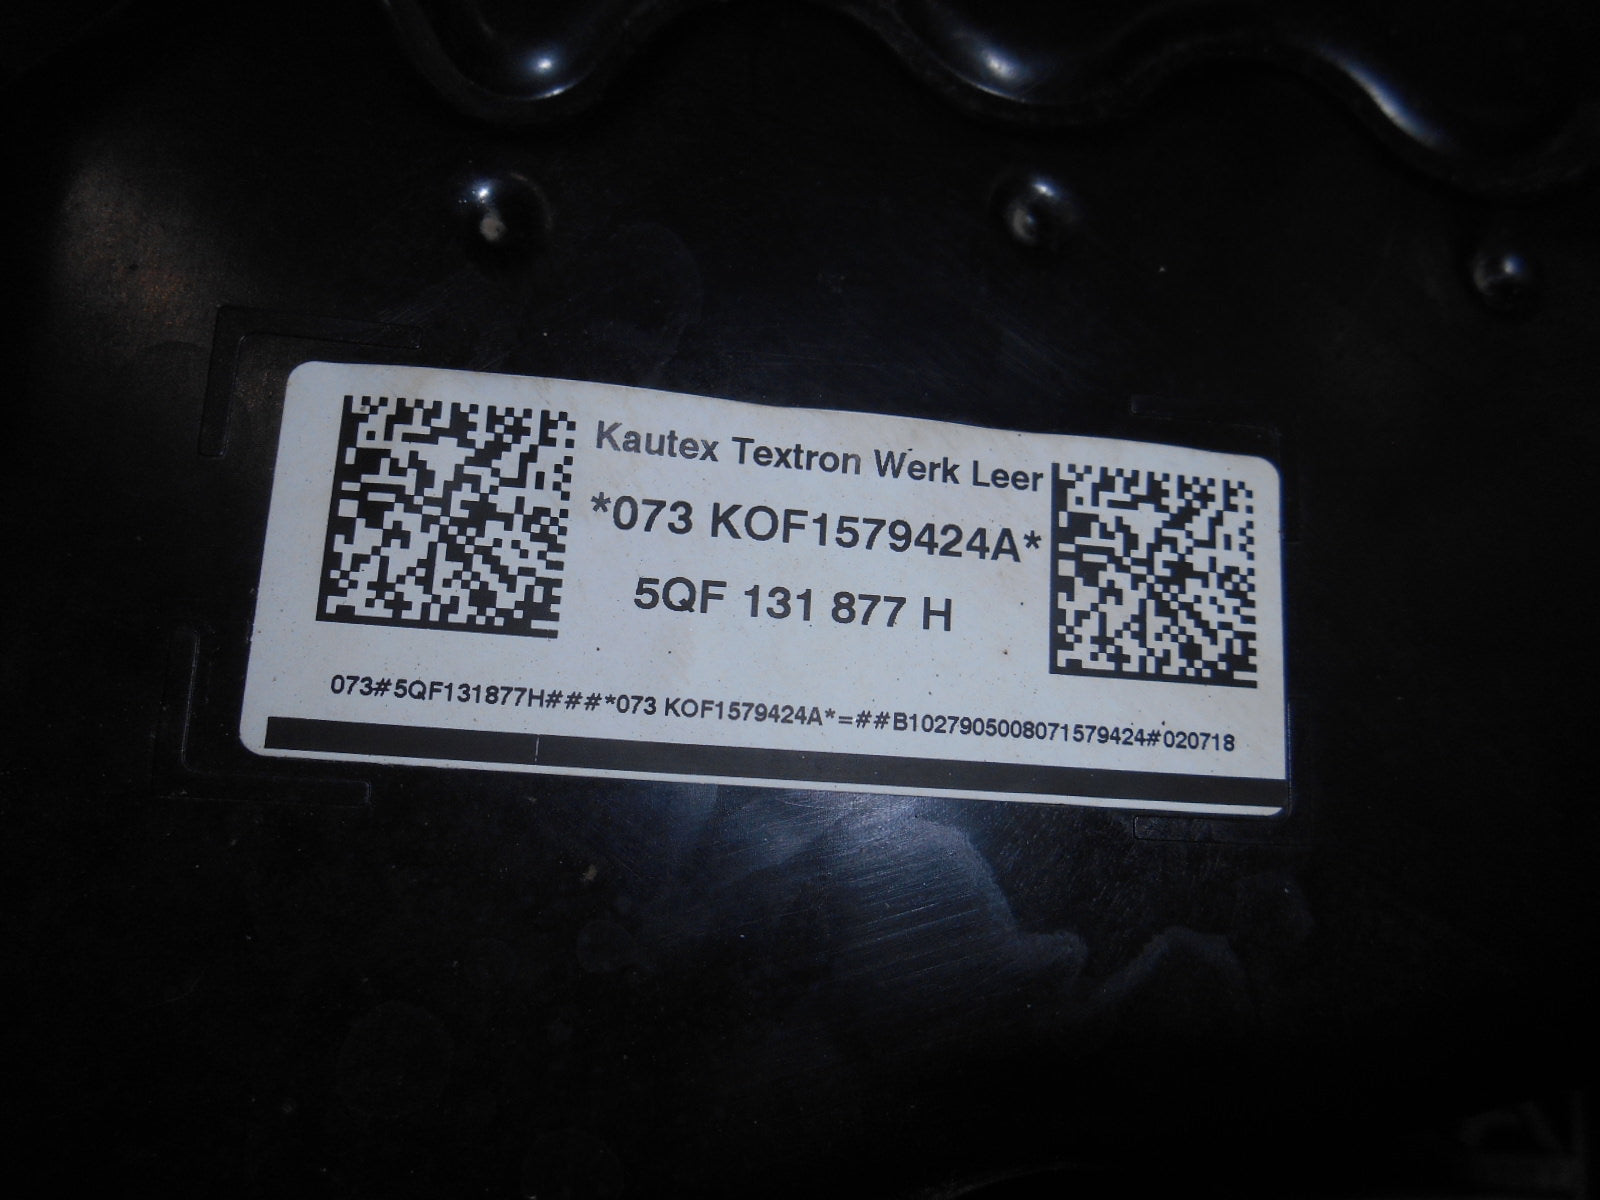 Kautex Textron Werk Leer
*073 KOF1579424A*
5QF 131 877 H
073#5QF131877H###*073 KOF1579424A*=##B1027905008071579424#020718